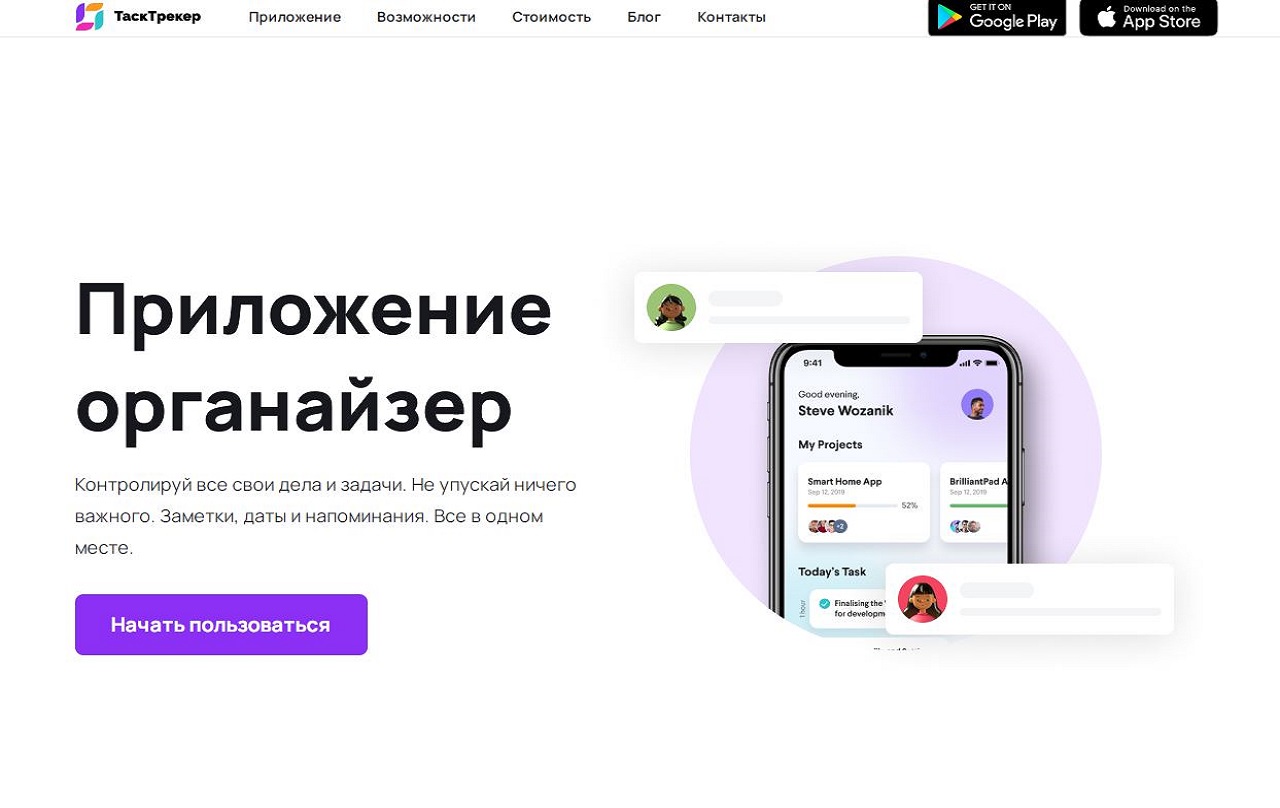 ТаскТрекер
Приложение
Возможности
Стоимость
Блог
Контакты
GET IT ON
Google Play
Download on the
App Store
Приложение
органайзер
Контролируй все свои дела и задачи. Не упускай ничего
важного. Заметки, даты и напоминания. Все в одном
месте.
Начать пользоваться
9:41
Good evening,
Steve Wozanik
My Projects
Smart Home App
Sep 12, 2019
52%
+2
BrilliantPad A
Sep 12, 2019
Today's Task
1 hour
Finalising the
for developm